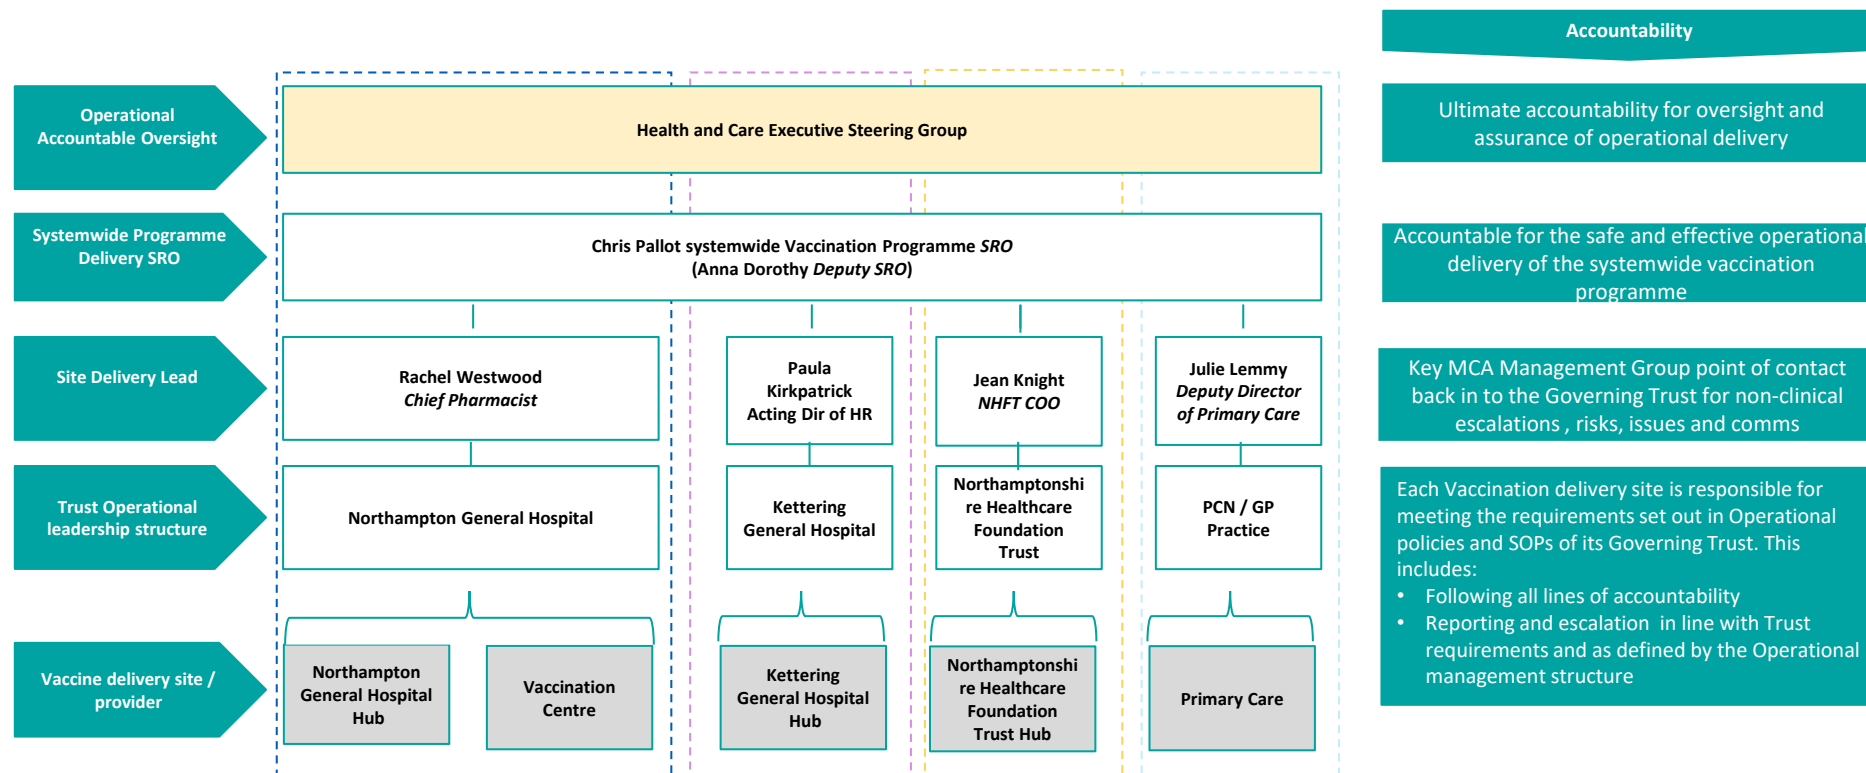 Accountability
Operational
Accountable Oversight
Health and Care Executive Steering Group
Ultimate accountability for oversight and
assurance of operational delivery
Systemwide Programme
Delivery SRO
Chris Pallot systemwide Vaccination Programme SRO
(Anna Dorothy Deputy SRO)
Accountable for the safe and effective operational
delivery of the systemwide vaccination
programme
Site Delivery Lead
Rachel Westwood
Chief Pharmacist
Paula
Kirkpatrick
Acting Dir of HR
Jean Knight
NHFT COO
Julie Lemmy
Deputy Director
of Primary Care
Key MCA Management Group point of contact
back in to the Governing Trust for non-clinical
escalations , risks, issues and comms
Trust Operational
leadership structure
Northampton General Hospital
Kettering
General Hospital
Northamptonshi
re Healthcare
Foundation
Trust
PCN / GP
Practice
Each Vaccination delivery site is responsible for
meeting the requirements set out in Operational
policies and SOPs of its Governing Trust. This
includes:
• Following all lines of accountability
• Reporting and escalation in line with Trust
requirements and as defined by the Operational
management structure
Vaccine delivery site /
provider
Northampton
General Hospital
Hub
Vaccination
Centre
Kettering
General Hospital
Hub
Northamptonshi
re Healthcare
Foundation
Trust Hub
Primary Care